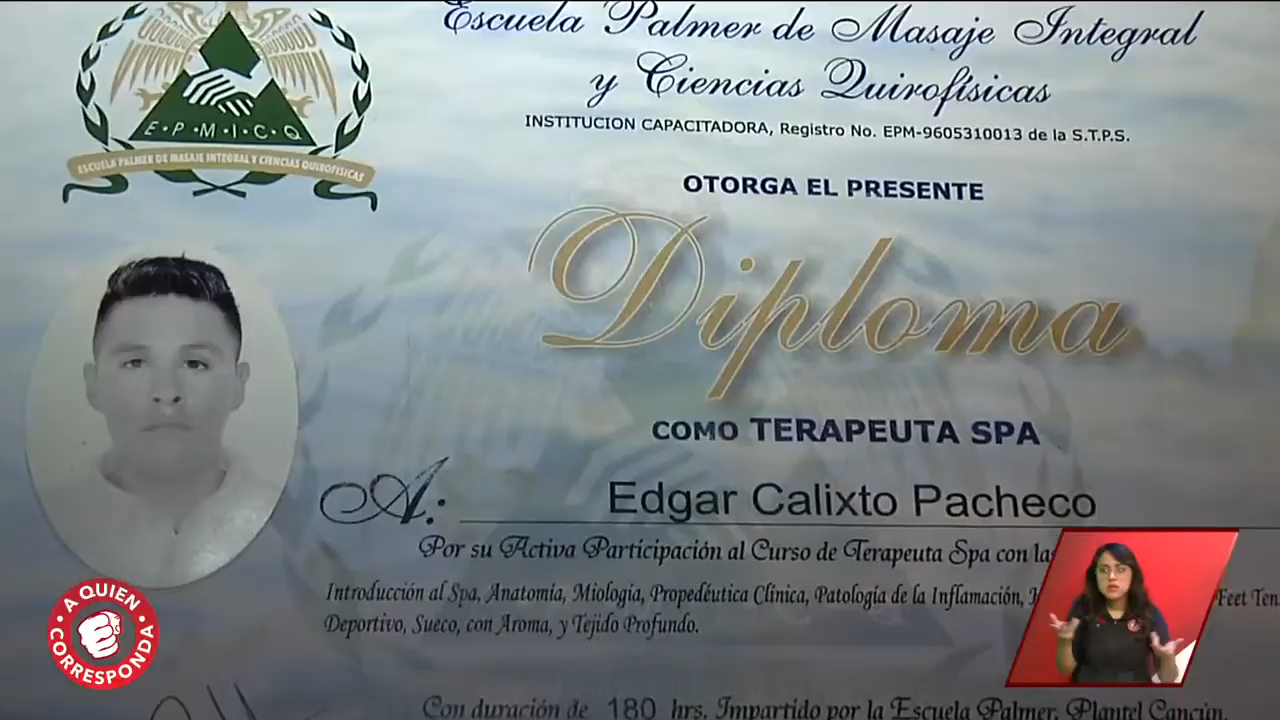 Escuela Palmer de Masaje Integral
y Ciencias Quirofísicas
INSTITUCION CAPACITADORA, Registro No. EPM-9605310013 de la S.T.P.S.
E•P•M•I•C•Q
ESCUELA PALMER DE MASAJE INTEGRAL Y CIENCIAS QUIROFISICAS
OTORGA EL PRESENTE
Diploma
COMO TERAPEUTA SPA
A: Edgar Calixto Pacheco
Por su Activa Participación al Curso de Terapeuta Spa con las
Introducción al Spa, Anatomía, Miología, Propedéutica Clínica, Patología de la Inflamación, Feet
Deportivo, Sueco, con Aroma, y Tejido Profundo.
Con duración de 180 hrs. Impartido por la Escuela Palmer, Plantel Cancún.
A QUIEN
CORRESPONDA